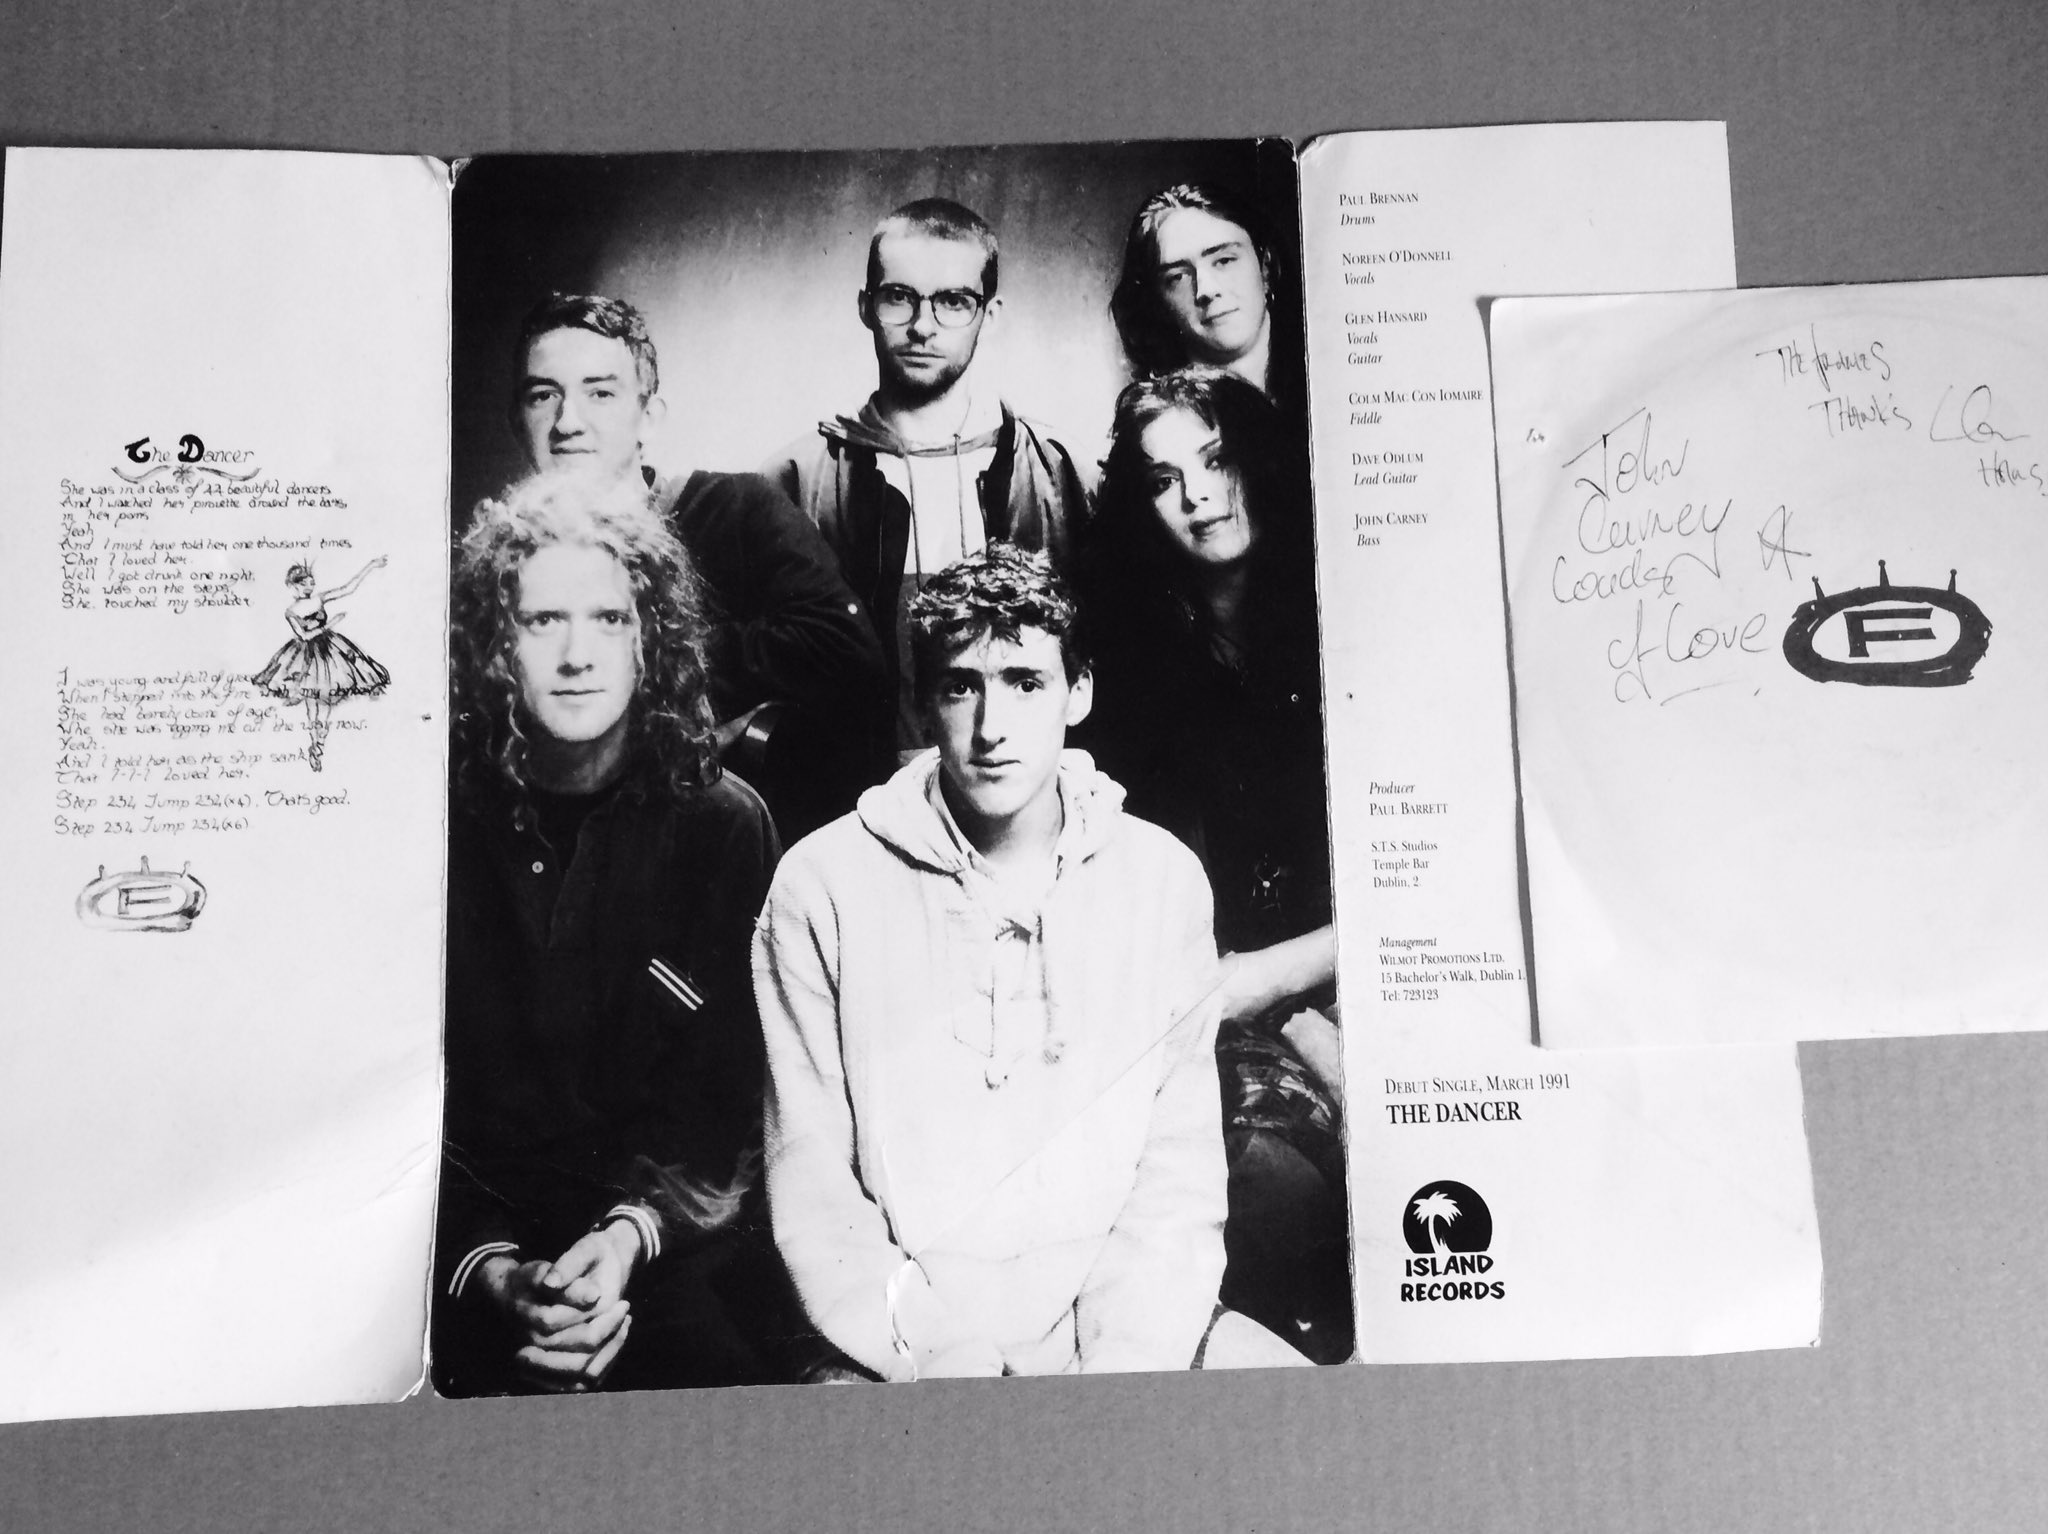 The Dancer
She was in a class of 22 beautiful dancers
And I watched her pirouette around the bars,
in her
Yeah
And I must have told her one thousand times
That I loved her.
Well I got drunk one night,
She was on the steps,
She touched my shoulder
I was young and full of
When I stepped into the fire with my
She had barely come of age,
Whe she was egging me all the way now.
Yeah.
And I told her as the ship sank
That I-I-I loved her.
Step 234 Jump 234(x4). Thats good.
Step 234 Jump 234(x6)
F
PAUL BRENNAN
Drums
NOREEN O'DONNELL
Vocals
GLEN HANSARD
Vocals
Guitar
COLM MAC CON IOMAIRE
Fiddle
DAVE ODLUM
Lead Guitar
JOHN CARNEY
Bass
Producer
PAUL BARRETT
S.T.S. Studios
Temple Bar
Dublin, 2
Management
WILMOT PROMOTIONS LTD.
15 Bachelor's Walk, Dublin 1.
Tel: 723123
DEBUT SINGLE, MARCH 1991
THE DANCER
ISLAND
RECORDS
THE FRAMES
THANK'S
John
Carney
of Love
F